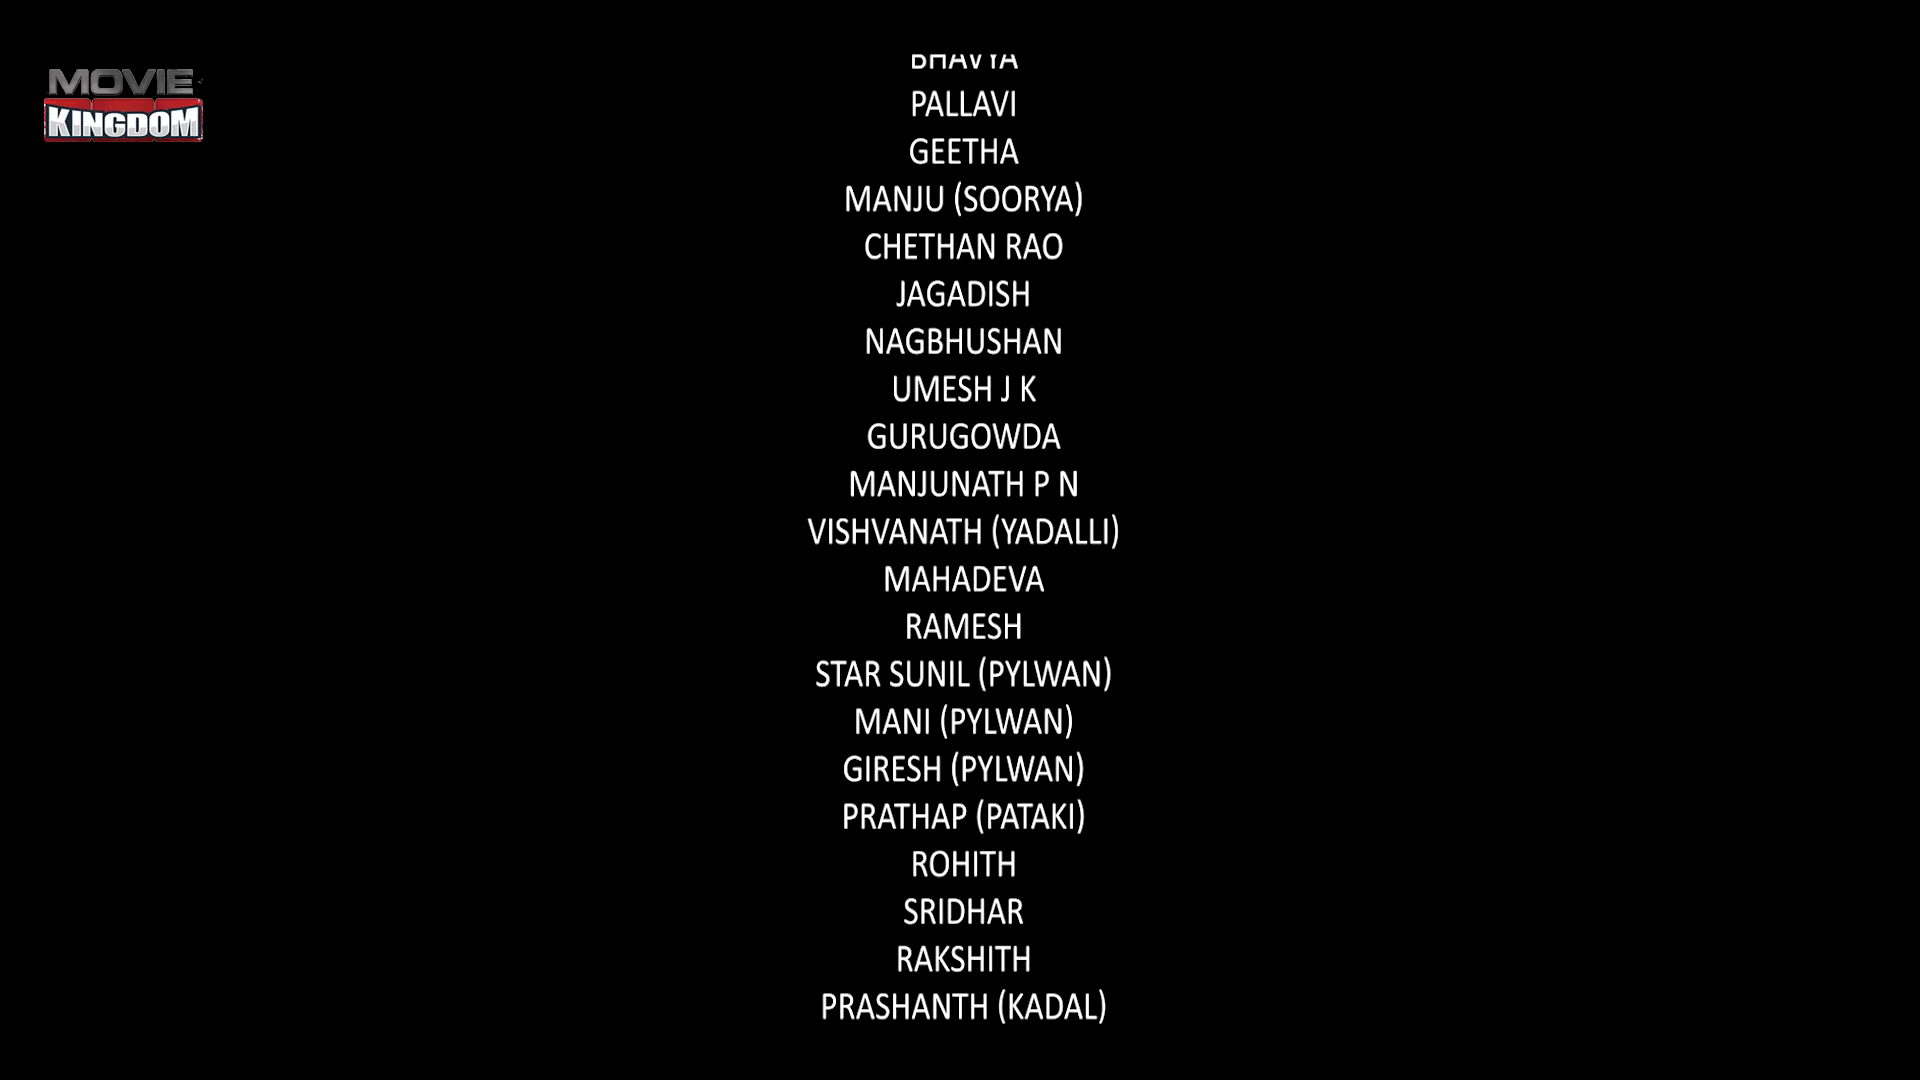 MOVIE
KINGDOM
BHAVYA
PALLAVI
GEETHA
MANJU (SOORYA)
CHETHAN RAO
JAGADISH
NAGBHUSHAN
UMESH J K
GURUGOWDA
MANJUNATH P N
VISHVANATH (YADALLI)
MAHADEVA
RAMESH
STAR SUNIL (PYLWAN)
MANI (PYLWAN)
GIRESH (PYLWAN)
PRATHAP (PATAKI)
ROHITH
SRIDHAR
RAKSHITH
PRASHANTH (KADAL)